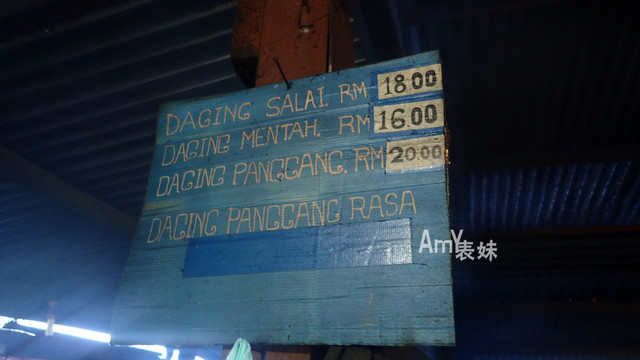 DAGING SALAI. RM 18.00
DAGING MENTAH. RM 16.00
DAGING PANGGANG. RM 20.00
DAGING PANGGANG RASA
AmY表妹